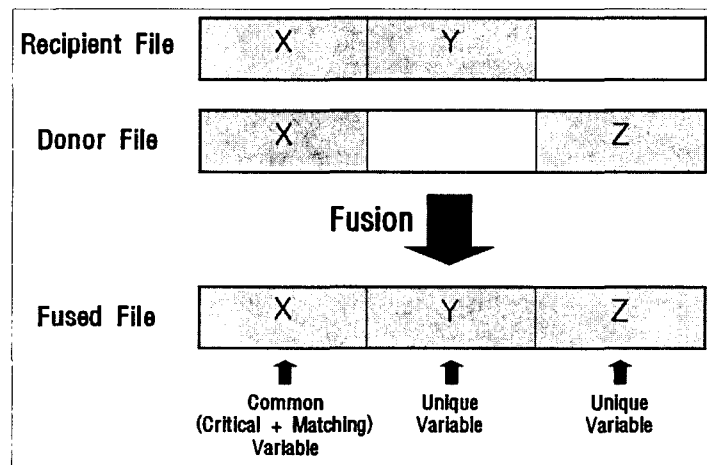 Recipient File
X
Y
Donor File
X
Z
Fusion
Fused File
X
Y
Z
Common
(Critical + Matching)
Variable
Unique
Variable
Unique
Variable